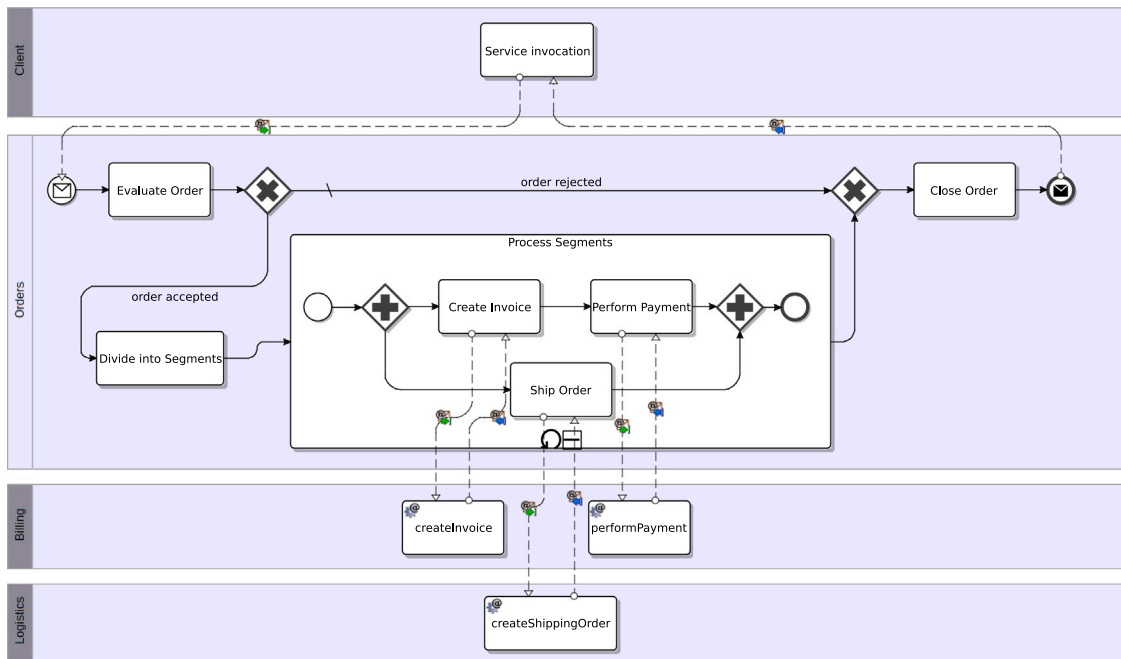 Client
Service invocation
Orders
Evaluate Order
order rejected
Close Order
order accepted
Divide into Segments
Process Segments
Create Invoice
Perform Payment
Ship Order
Billing
createInvoice
performPayment
Logistics
createShippingOrder